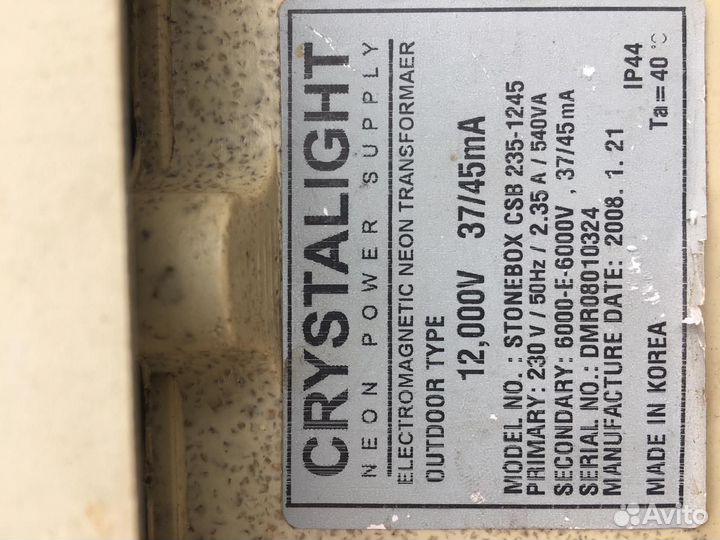 CRYSTALIGHT
NEON POWER SUPPLY
ELECTROMAGNETIC NEON TRANSFORMAER
OUTDOOR TYPE
12,000V 37/45mA
MODEL NO. : STONEBOX CSB 235-1245
PRIMARY: 230 V / 50Hz / 2.35 A / 540VA
SECONDARY: 6000-E-6000V , 37/45mA
SERIAL NO.: DMR08010324
MANUFACTURE DATE: 2008. 1. 21
IP44
MADE IN KOREA
Ta = 40 °C
Avito